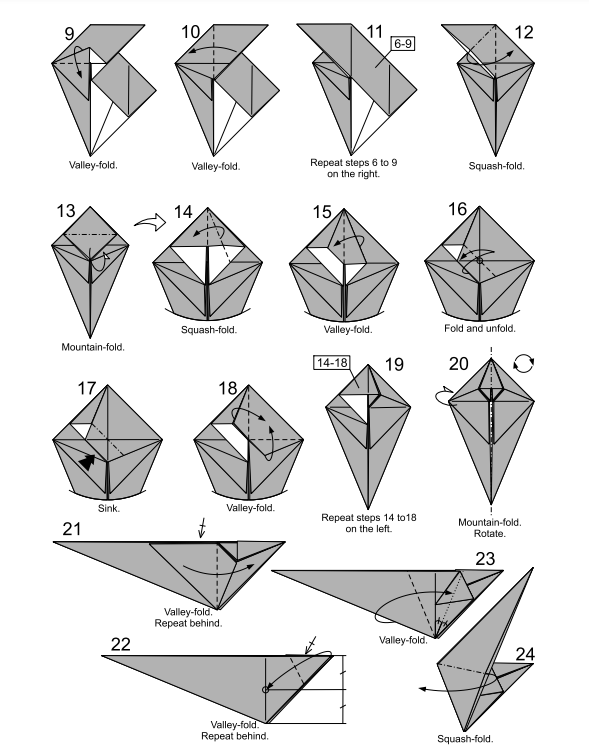 9
Valley-fold.
10
Valley-fold.
11
6-9
Repeat steps 6 to 9
on the right.
12
Squash-fold.
13
Mountain-fold.
14
Squash-fold.
15
Valley-fold.
16
Fold and unfold.
17
Sink.
18
Valley-fold.
14-18
19
Repeat steps 14 to18
on the left.
20
Mountain-fold.
Rotate.
21
Valley-fold.
Repeat behind.
22
Valley-fold.
Repeat behind.
23
Valley-fold.
24
Squash-fold.